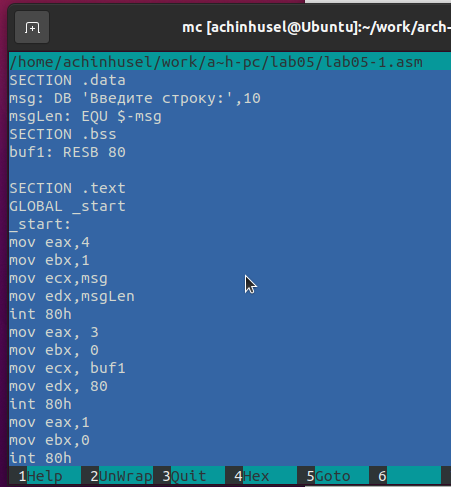 mc [achinhusel@Ubuntu]:~/work/arch-
/home/achinhusel/work/a~h-pc/lab05/lab05-1.asm
SECTION .data
msg: DB 'Введите строку:',10
msgLen: EQU $-msg
SECTION .bss
buf1: RESB 80
SECTION .text
GLOBAL _start
_start:
mov eax,4
mov ebx,1
mov ecx,msg
mov edx,msgLen
int 80h
mov eax, 3
mov ebx, 0
mov ecx, buf1
mov edx, 80
int 80h
mov eax,1
mov ebx,0
int 80h
1Help 2UnWrap 3Quit 4Hex 5Goto 6